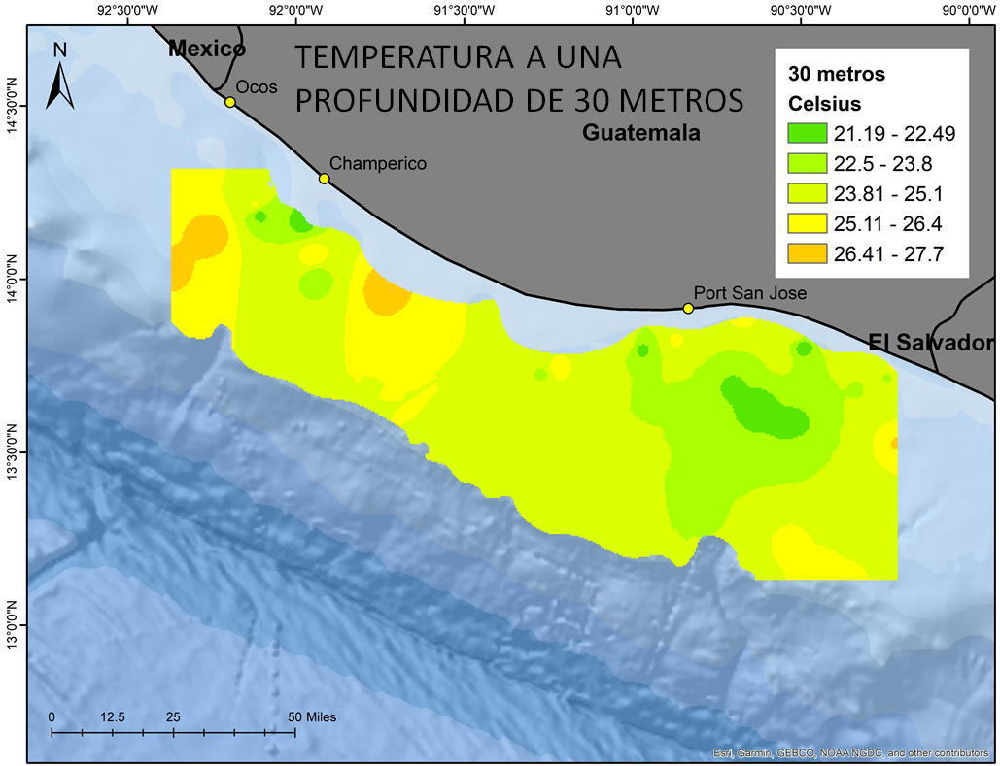 92°30'0"W 92°0'0"W 91°30'0"W 91°0'0"W 90°30'0"W 90°0'0"W
Mexico
N
TEMPERATURA A UNA
PROFUNDIDAD DE 30 METROS
Ocos
Guatemala
Champerico
30 metros
Celsius
21.19 - 22.49
22.5 - 23.8
23.81 - 25.1
25.11 - 26.4
26.41 - 27.7
Port San Jose
El Salvador
14°30'0"N
14°0'0"N
13°30'0"N
13°0'0"N
0 12.5 25 50 Miles
Esri, Garmin, GEBCO, NOAA NGDC, and other contributors